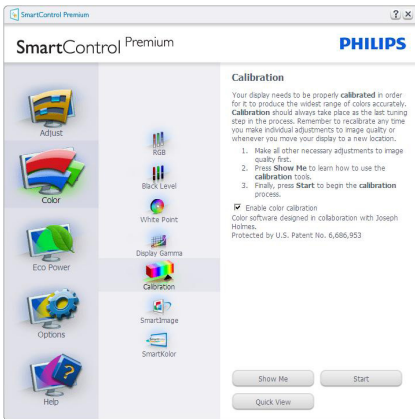 SmartControl Premium
SmartControl Premium
PHILIPS
Adjust
Color
Eco Power
Options
Help
RGB
Black Level
White Point
Display Gamma
Calibration
SmartImage
SmartKolor
Calibration
Your display needs to be properly calibrated in order
for it to produce the widest range of colors accurately.
Calibration should always take place as the last tuning
step in the process. Remember to recalibrate any time
you make individual adjustments to image quality or
whenever you move your display to a new location.
1. Make all other necessary adjustments to image
quality first.
2. Press Show Me to learn how to use the
calibration tools.
3. Finally, press Start to begin the calibration
process.
Enable color calibration
Color software designed in collaboration with Joseph
Holmes.
Protected by U.S. Patent No. 6,686,953
Show Me
Start
Quick View